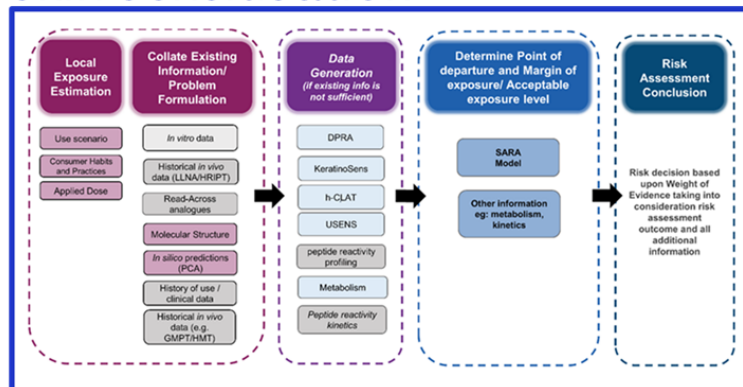 Local
Exposure
Estimation
Use scenario
Consumer Habits
and Practices
Applied Dose
Collate Existing
Information/
Problem
Formulation
In vitro data
Historical in vivo
data (LLNA/HRIPT)
Read-Across
analogues
Molecular Structure
In silico predictions
(PCA)
History of use /
clinical data
Historical in vivo
data (e.g.
GMPT/HMT)
Data
Generation
(if existing info is
not sufficient)
DPRA
KeratinoSens
h-CLAT
USENS
peptide reactivity
profiling
Metabolism
Peptide reactivity
kinetics
Determine Point of
departure and Margin of
exposure/ Acceptable
exposure level
SARA
Model
Other information
eg: metabolism,
kinetics
Risk
Assessment
Conclusion
Risk decision based
upon Weight of
Evidence taking into
consideration risk
assessment
outcome and all
additional
information